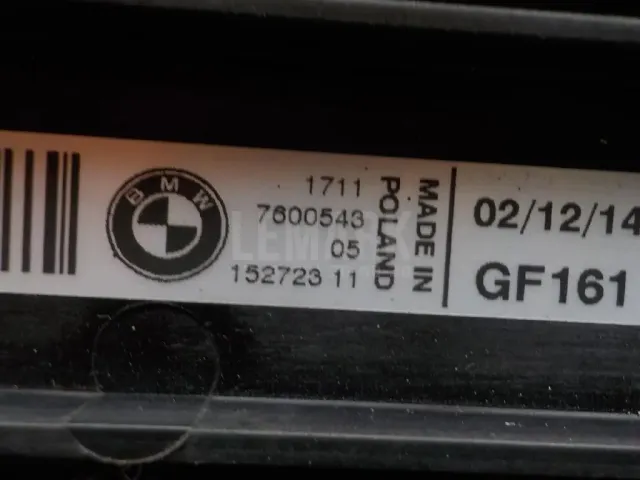 BMW
1711
7600543
05
152723 11
MADE IN
POLAND
02/12/14
GF161